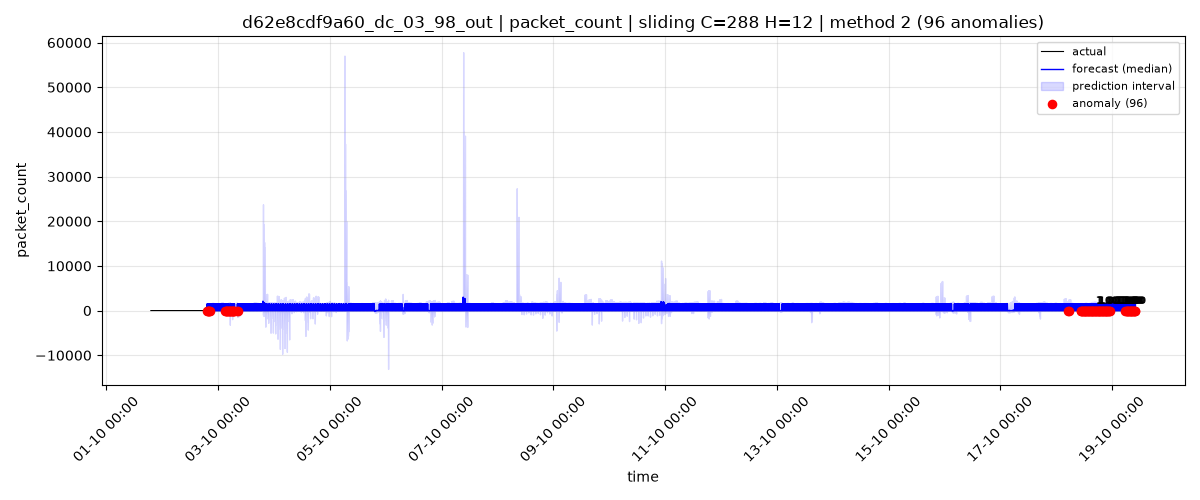 d62e8cdf9a60_dc_03_98_out | packet_count | sliding C=288 H=12 | method 2 (96 anomalies)
actual
forecast (median)
prediction interval
anomaly (96)
packet_count
60000
50000
40000
30000
20000
10000
0
−10000
01-10 00:00
03-10 00:00
05-10 00:00
07-10 00:00
09-10 00:00
11-10 00:00
13-10 00:00
15-10 00:00
17-10 00:00
19-10 00:00
time